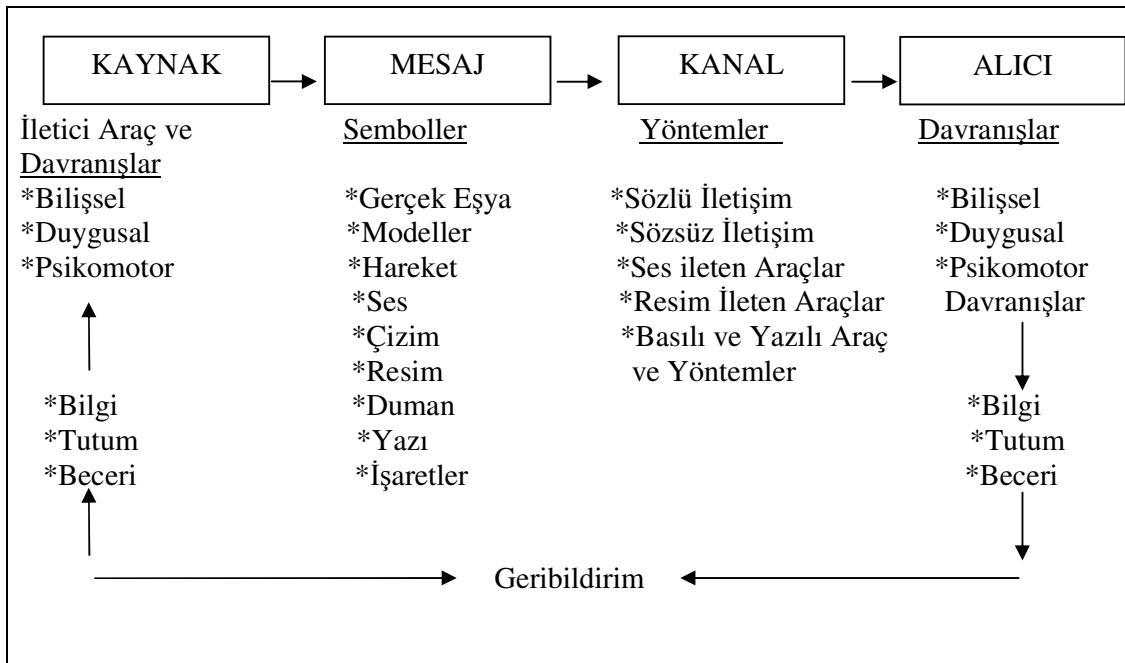 KAYNAK
MESAJ
KANAL
ALICI
İletici Araç ve
Davranışlar
*Bilişsel
*Duygusal
*Psikomotor
*Bilgi
*Tutum
*Beceri
Semboller
*Gerçek Eşya
*Modeller
*Hareket
*Ses
*Çizim
*Resim
*Duman
*Yazı
*İşaretler
Yöntemler
*Sözlü İletişim
*Sözsüz İletişim
*Ses ileten Araçlar
*Resim İleten Araçlar
*Basılı ve Yazılı Araç
ve Yöntemler
Davranışlar
*Bilişsel
*Duygusal
*Psikomotor
Davranışlar
*Bilgi
*Tutum
*Beceri
Geribildirim